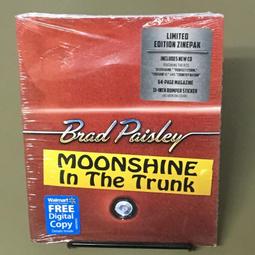 LIMITED
EDITION ZINEPAK
INCLUDES NEW CD
64-PAGE MAGAZINE
Brad Paisley
MOONSHINE
In The Trunk
Walmart
FREE
Digital
Copy